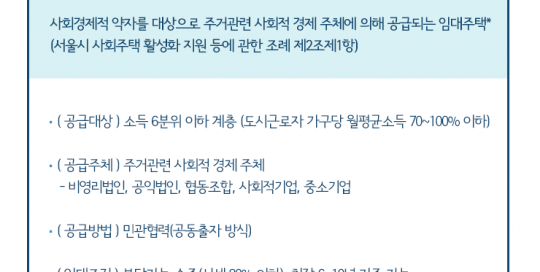 사회경제적 약자를 대상으로 주거관련 사회적 경제 주체에 의해 공급되는 임대주택*
(서울시 사회주택 활성화 지원 등에 관한 조례 제2조제1항)
· ( 공급대상 ) 소득 6분위 이하 계층 (도시근로자 가구당 월평균소득 70~100% 이하)
· ( 공급주체 ) 주거관련 사회적 경제 주체
– 비영리법인, 공익법인, 협동조합, 사회적기업, 중소기업
· ( 공급방법 ) 민관협력(공동출자 방식)